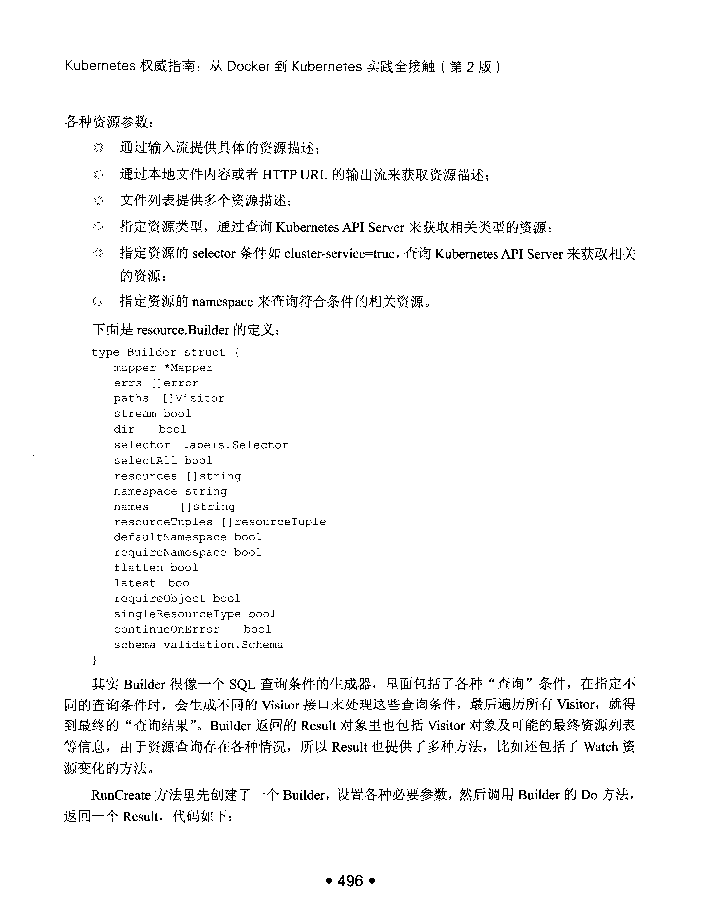 Kubernetes 权威指南：从 Docker 到 Kubernetes 实践全接触（第 2 版）
各种资源参数：
◎ 通过输入流提供具体的资源描述；
◎ 通过本地文件内容或者 HTTP URL 的输出流来获取资源描述；
◎ 文件列表提供多个资源描述；
◎ 指定资源类型，通过查询 Kubernetes API Server 来获取相关类型的资源；
◎ 指定资源的 selector 条件如 cluster-service=true，查询 Kubernetes API Server 来获取相关
的资源；
◎ 指定资源的 namespace 来查询符合条件的相关资源。
下面是 resource.Builder 的定义：
type Builder struct {
mapper *Mapper
errs []error
paths []Visitor
stream bool
dir bool
selector labels.Selector
selectAll bool
resources []string
namespace string
names []string
resourceTuples []resourceTuple
defaultNamespace bool
requireNamespace bool
flatten bool
latest bool
requireObject bool
singleResourceType bool
continueOnError bool
schema validation.Schema
}
其实 Builder 很像一个 SQL 查询条件的生成器，里面包括了各种“查询”条件，在指定不
同的查询条件时，会生成不同的 Visitor 接口来处理这些查询条件，最后遍历所有 Visitor，就得
到最终的“查询结果”。Builder 返回的 Result 对象里也包括 Visitor 对象及可能的最终资源列表
等信息，由于资源查询存在各种情况，所以 Result 也提供了多种方法，比如还包括了 Watch 资
源变化的方法。
RunCreate 方法里先创建了一个 Builder，设置各种必要参数，然后调用 Builder 的 Do 方法，
返回一个 Result，代码如下：
• 496 •